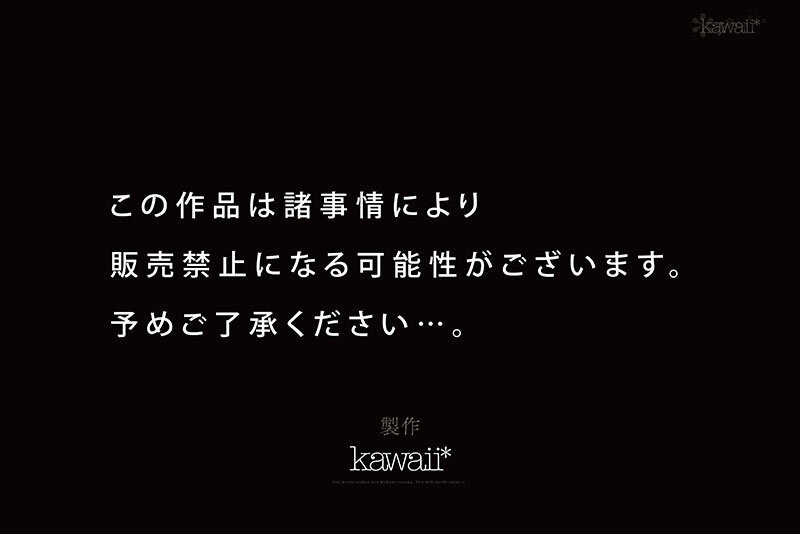 kawaii*
この作品は諸事情により
販売禁止になる可能性がございます。
予めご了承ください…。
製作
kawaii*